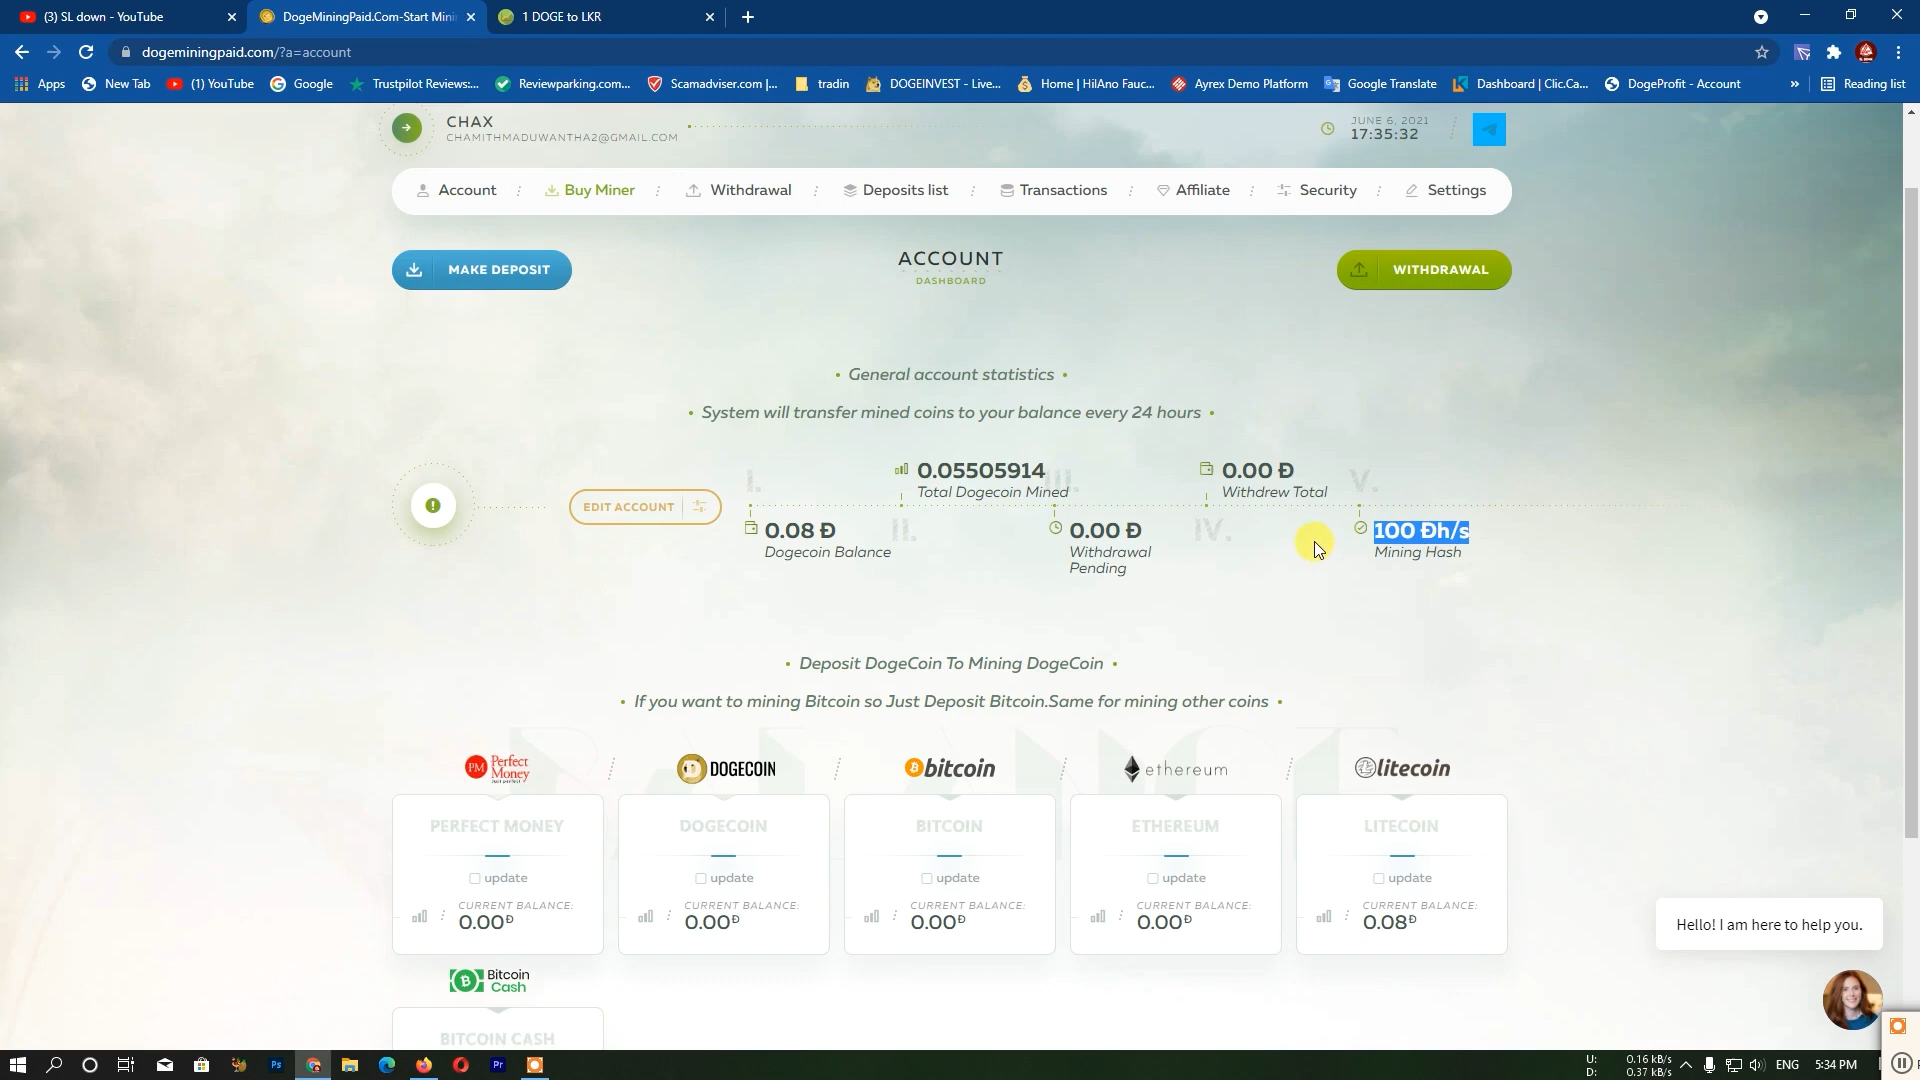 (3) SL down - YouTube
DogeMiningPaid.Com-Start Mini
1 DOGE to LKR
dogeminingpaid.com/?a=account
Apps
New Tab
(1) YouTube
Google
Trustpilot Reviews:...
Reviewparking.com...
Scamadviser.com |...
tradin
DOGEINVEST - Live...
Home | HilAno Fauc...
Ayrex Demo Platform
Google Translate
Dashboard | Clic.Ca...
DogeProfit - Account
»
Reading list
CHAX
CHAMITHMADUWANTHA2@GMAIL.COM
JUNE 6, 2021
17:35:32
Account
Buy Miner
Withdrawal
Deposits list
Transactions
Affiliate
Security
Settings
MAKE DEPOSIT
ACCOUNT
DASHBOARD
WITHDRAWAL
• General account statistics •
• System will transfer mined coins to your balance every 24 hours •
EDIT ACCOUNT
I.
0.08 Đ
Dogecoin Balance
II.
0.05505914
Total Dogecoin Mined
III.
0.00 Đ
Withdrawal
Pending
IV.
0.00 Đ
Withdrew Total
V.
100 Đh/s
Mining Hash
• Deposit DogeCoin To Mining DogeCoin •
• If you want to mining Bitcoin so Just Deposit Bitcoin.Same for mining other coins •
PM Perfect
Money
DOGECOIN
bitcoin
ethereum
litecoin
PERFECT MONEY
update
CURRENT BALANCE:
0.00Đ
DOGECOIN
update
CURRENT BALANCE:
0.00Đ
BITCOIN
update
CURRENT BALANCE:
0.00Đ
ETHEREUM
update
CURRENT BALANCE:
0.00Đ
LITECOIN
update
CURRENT BALANCE:
0.08Đ
Bitcoin
Cash
BITCOIN CASH
Hello! I am here to help you.
Ps
Pr
U: 0.16 kB/s
D: 0.37 kB/s
ENG
5:34 PM